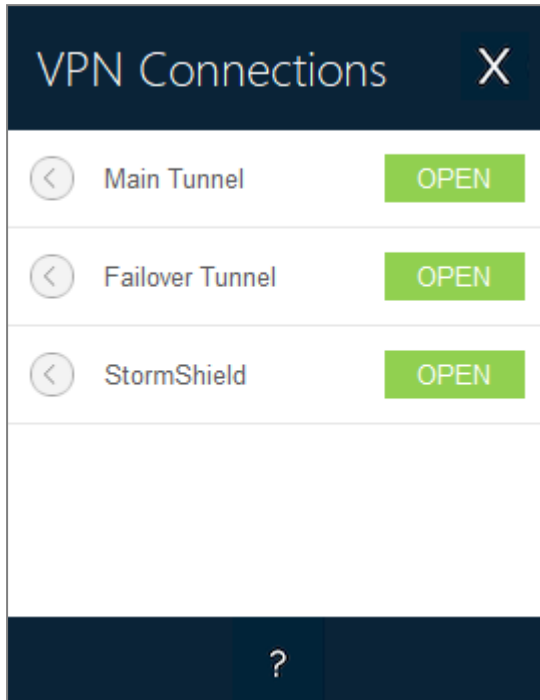 VPN Connections X
Main Tunnel OPEN
Failover Tunnel OPEN
StormShield OPEN
?